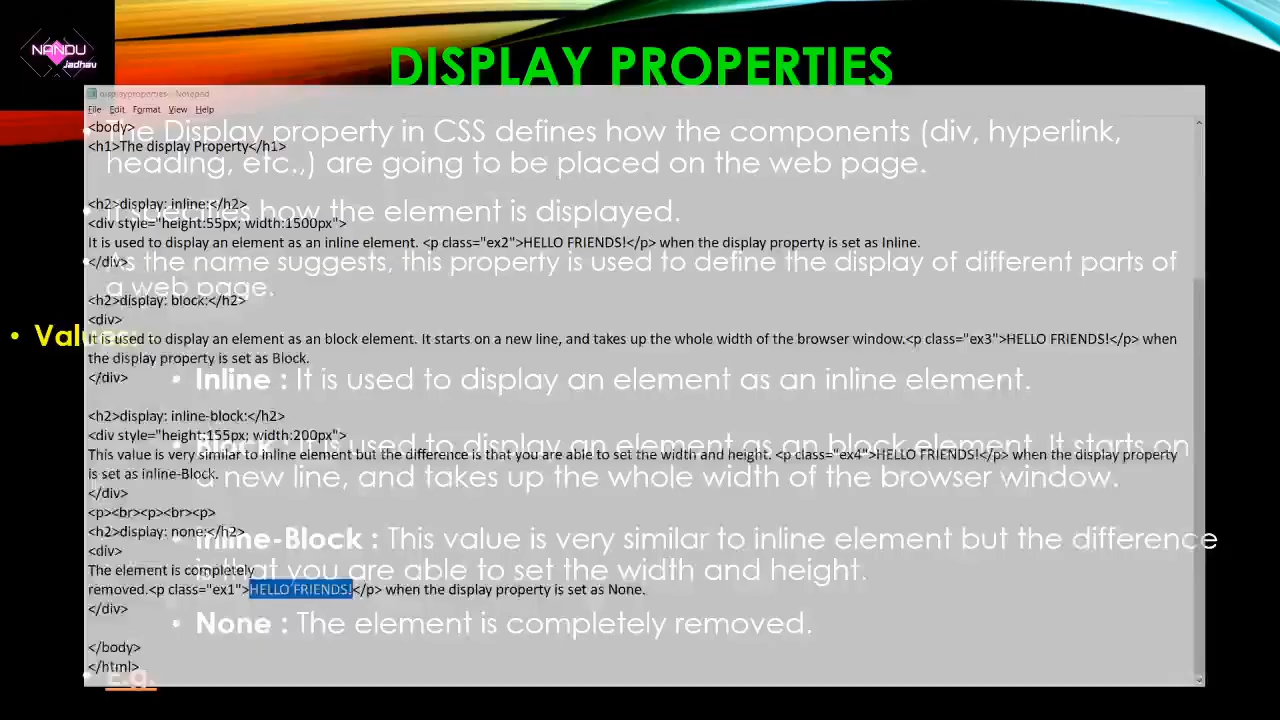 NANDU
Jadhav
DISPLAY PROPERTIES
• The Display property in CSS defines how the components (div, hyperlink,
heading, etc.,) are going to be placed on the web page.
• It specifies how the element is displayed.
• As the name suggests, this property is used to define the display of different parts of
a web page.
• Values:
• Inline : It is used to display an element as an inline element.
• Block : It is used to display an element as an block element. It starts on
a new line, and takes up the whole width of the browser window.
• Inline-Block : This value is very similar to inline element but the difference
is that you are able to set the width and height.
• None : The element is completely removed.
• E.g.
displayproperties - Notepad
File Edit Format View Help
<body>
<h1>The display Property</h1>
<h2>display: inline:</h2>
<div style="height:55px; width:1500px">
It is used to display an element as an inline element. <p class="ex2">HELLO FRIENDS!</p> when the display property is set as Inline.
</div>
<h2>display: block:</h2>
<div>
It is used to display an element as an block element. It starts on a new line, and takes up the whole width of the browser window.<p class="ex3">HELLO FRIENDS!</p> when
the display property is set as Block.
</div>
<h2>display: inline-block:</h2>
<div style="height:155px; width:200px">
This value is very similar to inline element but the difference is that you are able to set the width and height. <p class="ex4">HELLO FRIENDS!</p> when the display property
is set as inline-Block.
</div>
<p><br><p><br><p>
<h2>display: none:</h2>
<div>
The element is completely
removed.<p class="ex1">HELLO FRIENDS!</p> when the display property is set as None.
</div>
</body>
</html>